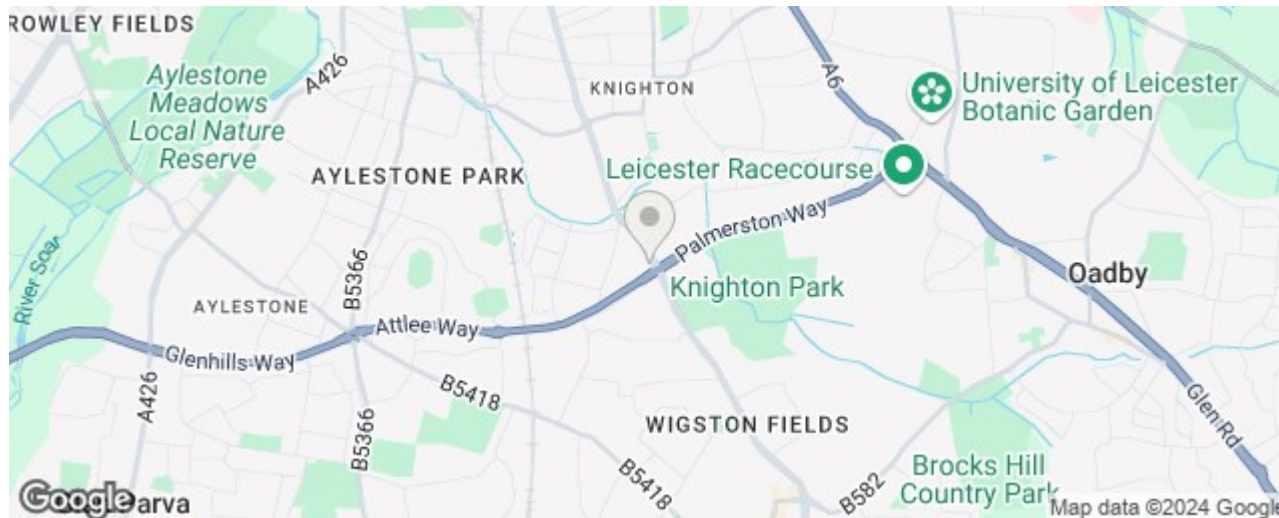 ROWLEY FIELDS
A426
Aylestone
Meadows
Local Nature
Reserve
KNIGHTON
A6
University of Leicester
Botanic Garden
AYLESTONE PARK
Leicester Racecourse
Palmerston Way
River Soar
B5366
Knighton Park
Oadby
AYLESTONE
Attlee Way
Glenhills Way
A426
B5418
B5366
Glen Rd
WIGSTON FIELDS
B5418
B582
Brocks Hill
Country Park
Google
Parva
Map data ©2024 Google